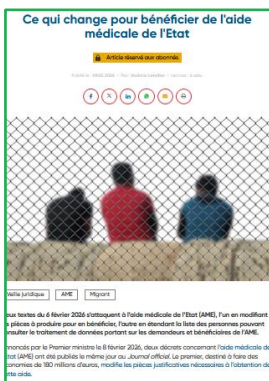 Ce qui change pour bénéficier de l'aide
médicale de l'Etat
Article réservé aux abonnés
Veille juridique AME Migrant
ux textes du 6 février 2026 s'attaquent à l'aide médicale de l'Etat (AME), l'un en modifiant
s pièces à produire pour en bénéficier, l'autre en étendant la liste des personnes pouvant
nsulter le traitement de données portant sur les demandeurs et bénéficiaires de l'AME.
noncés par le Premier ministre le 8 février 2026, deux décrets concernant l'aide médicale de
tat (AME) ont été publiés le même jour au Journal officiel. Le premier, destiné à faire des
conomies de 180 millions d'euros, modifie les pièces justificatives nécessaires à l'obtention de
tte aide.